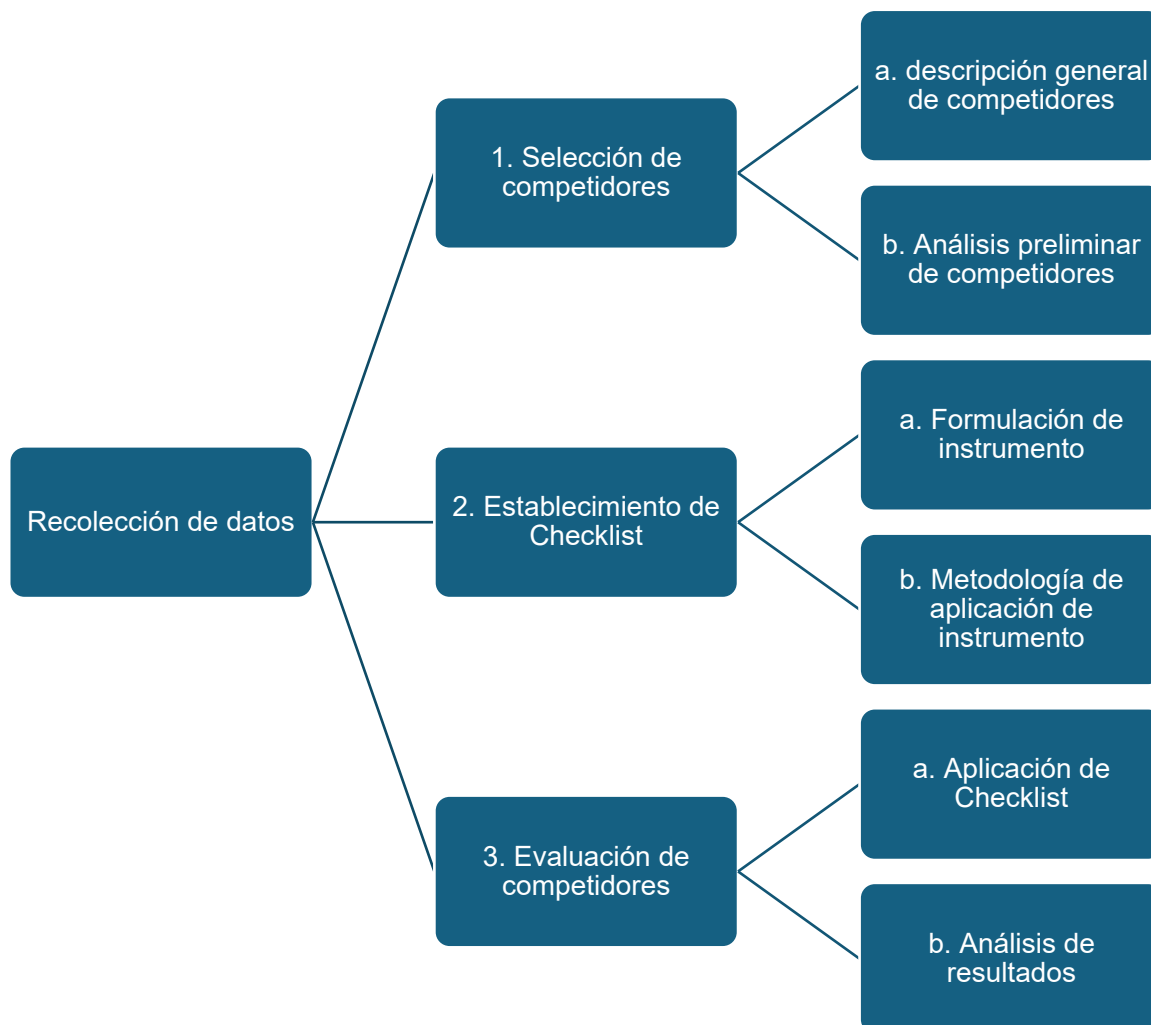 Recolección de datos
1. Selección de
competidores
a. descripción general
de competidores
b. Análisis preliminar
de competidores
2. Establecimiento de
Checklist
a. Formulación de
instrumento
b. Metodología de
aplicación de
instrumento
3. Evaluación de
competidores
a. Aplicación de
Checklist
b. Análisis de
resultados